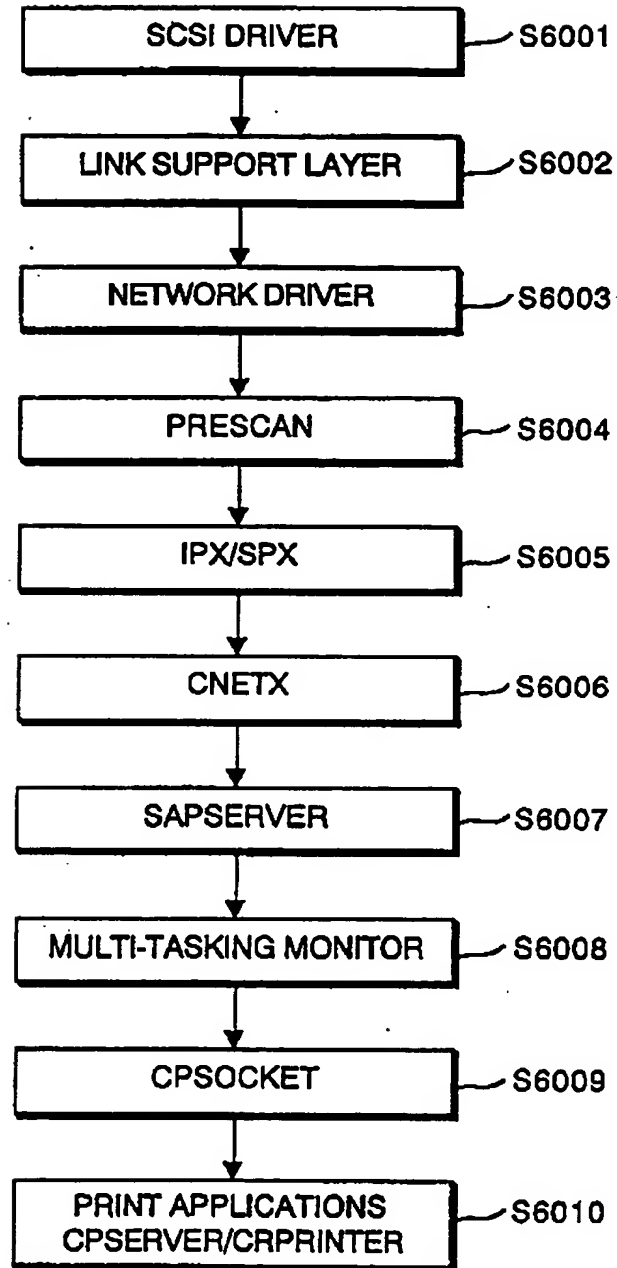 SCSI DRIVER S6001
LINK SUPPORT LAYER S6002
NETWORK DRIVER S6003
PRESCAN S6004
IPX/SPX S6005
CNETX S6006
SAPSERVER S6007
MULTI-TASKING MONITOR S6008
CPSOCKET S6009
PRINT APPLICATIONS S6010
CPSERVER/CRPRINTER